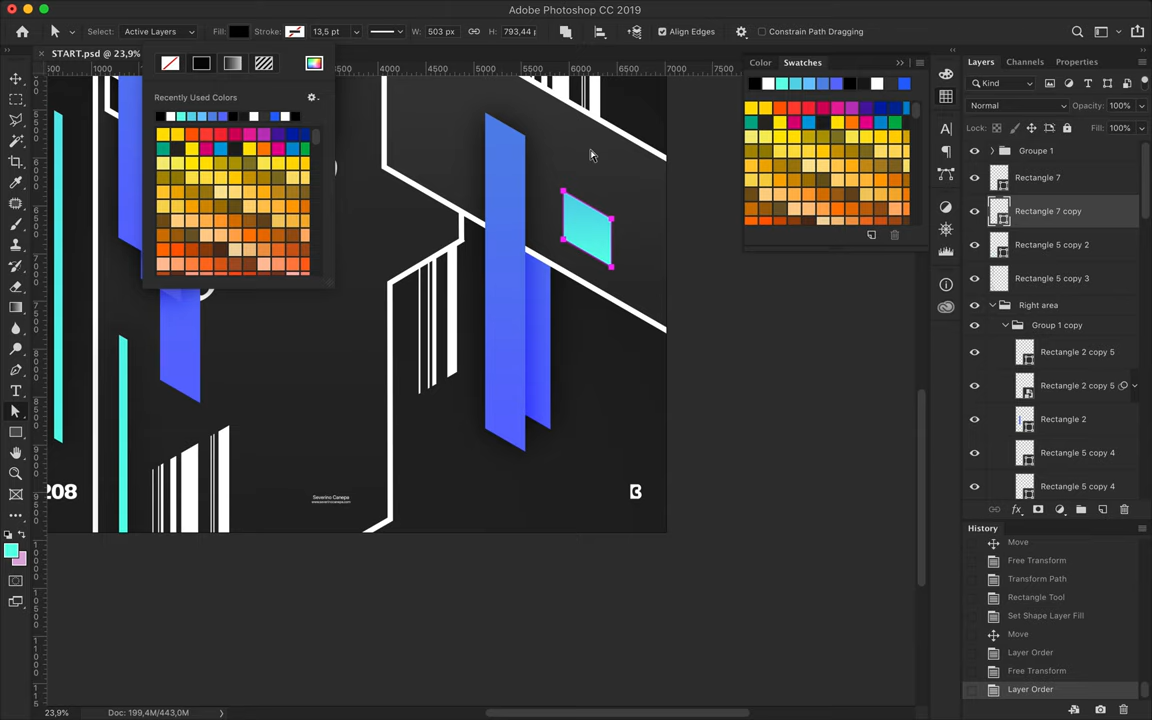 Adobe Photoshop CC 2019
Select: Active Layers Fill: Stroke: 13,5 pt W: 503 px H: 793,44 Align Edges Constrain Path Dragging
× START.psd @ 23,9%
1000 3500 4000 4500 5000 5500 6000 6500 7000 7500
Recently Used Colors
208
Severino Canepa
www.severinocanepa.com
B
Color Swatches
Layers Channels Properties
Kind
Normal Opacity: 100%
Lock: Fill: 100%
Groupe 1
Rectangle 7
Rectangle 7 copy
Rectangle 5 copy 2
Rectangle 5 copy 3
Right area
Group 1 copy
Rectangle 2 copy 5
Rectangle 2 copy 5
Rectangle 2
Rectangle 5 copy 4
Rectangle 5 copy 4
fx
History
Move
Free Transform
Transform Path
Rectangle Tool
Set Shape Layer Fill
Move
Layer Order
Free Transform
Layer Order
23,9% Doc: 199,4M/443,0M